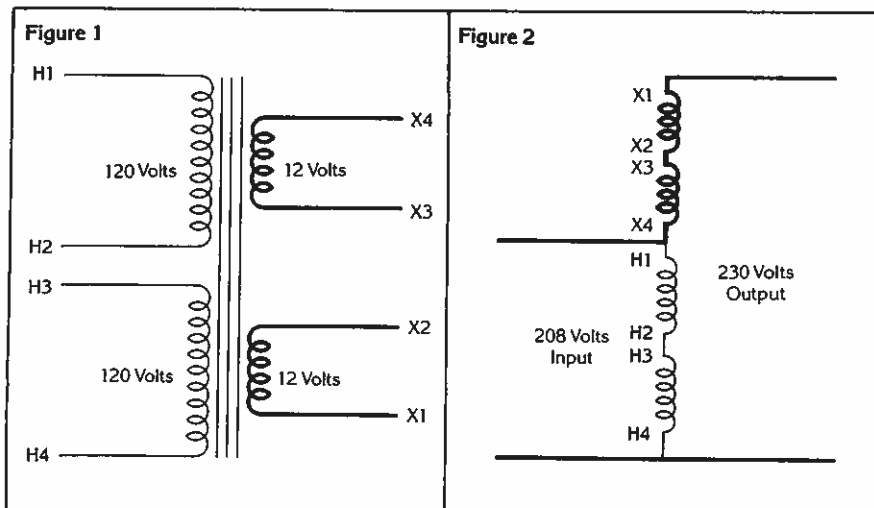 Figure 1
H1
120 Volts
H2
H3
120 Volts
H4
X4
12 Volts
X3
X2
12 Volts
X1
Figure 2
X1
X2
X3
X4
H1
H2
H3
H4
208 Volts
Input
230 Volts
Output